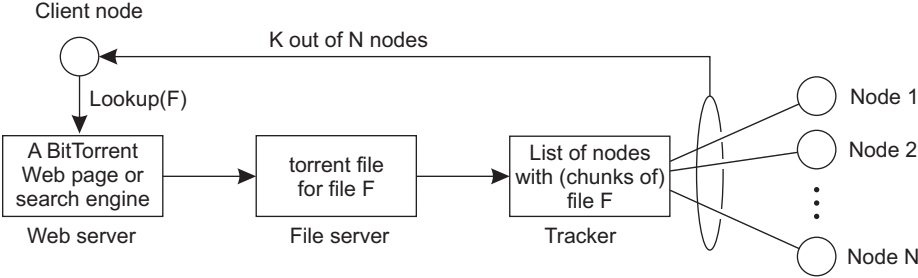 Client node
K out of N nodes
Lookup(F)
A BitTorrent
Web page or
search engine
Web server
torrent file
for file F
File server
List of nodes
with (chunks of)
file F
Tracker
Node 1
Node 2
Node N